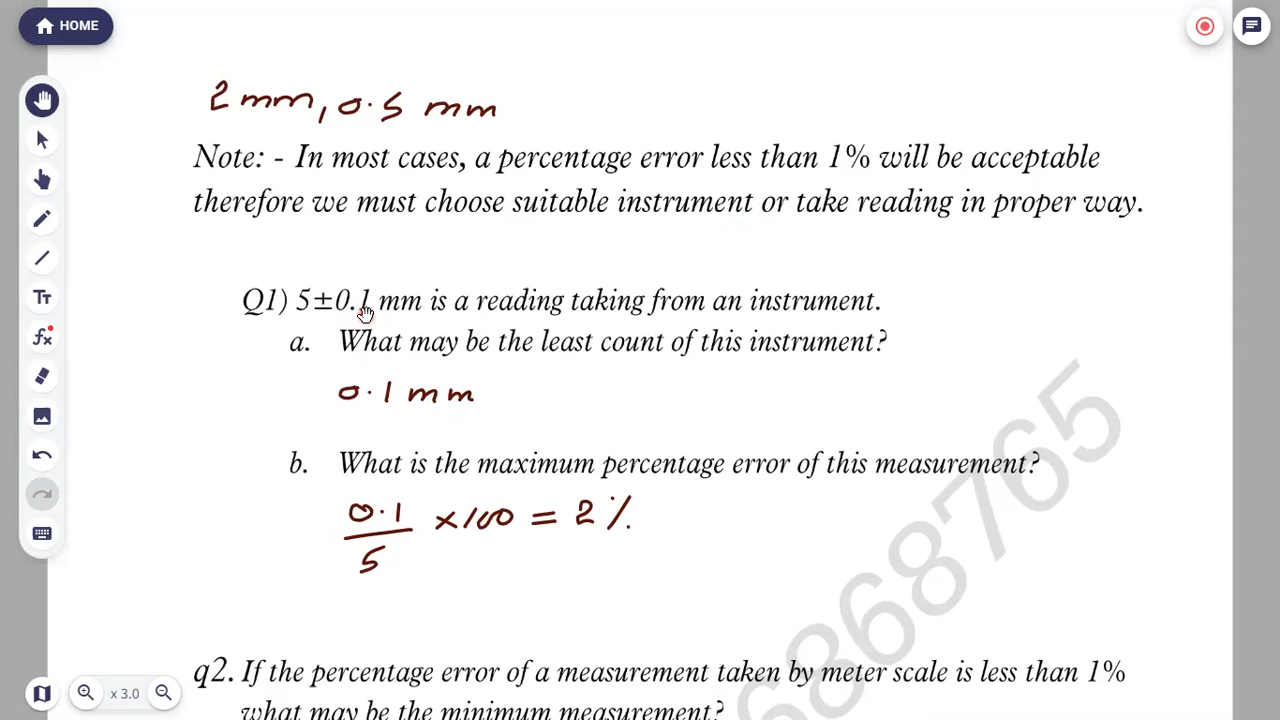 HOME
2 mm, 0.5 mm
Note: - In most cases, a percentage error less than 1% will be acceptable
therefore we must choose suitable instrument or take reading in proper way.
Q1) 5±0.1 mm is a reading taking from an instrument.
a. What may be the least count of this instrument?
0.1 mm
b. What is the maximum percentage error of this measurement?
0.1
× 100 = 2 %
5
q2. If the percentage error of a measurement taken by meter scale is less than 1%
what may be the minimum measurement?
Tt
fx
x 3.0
6868765